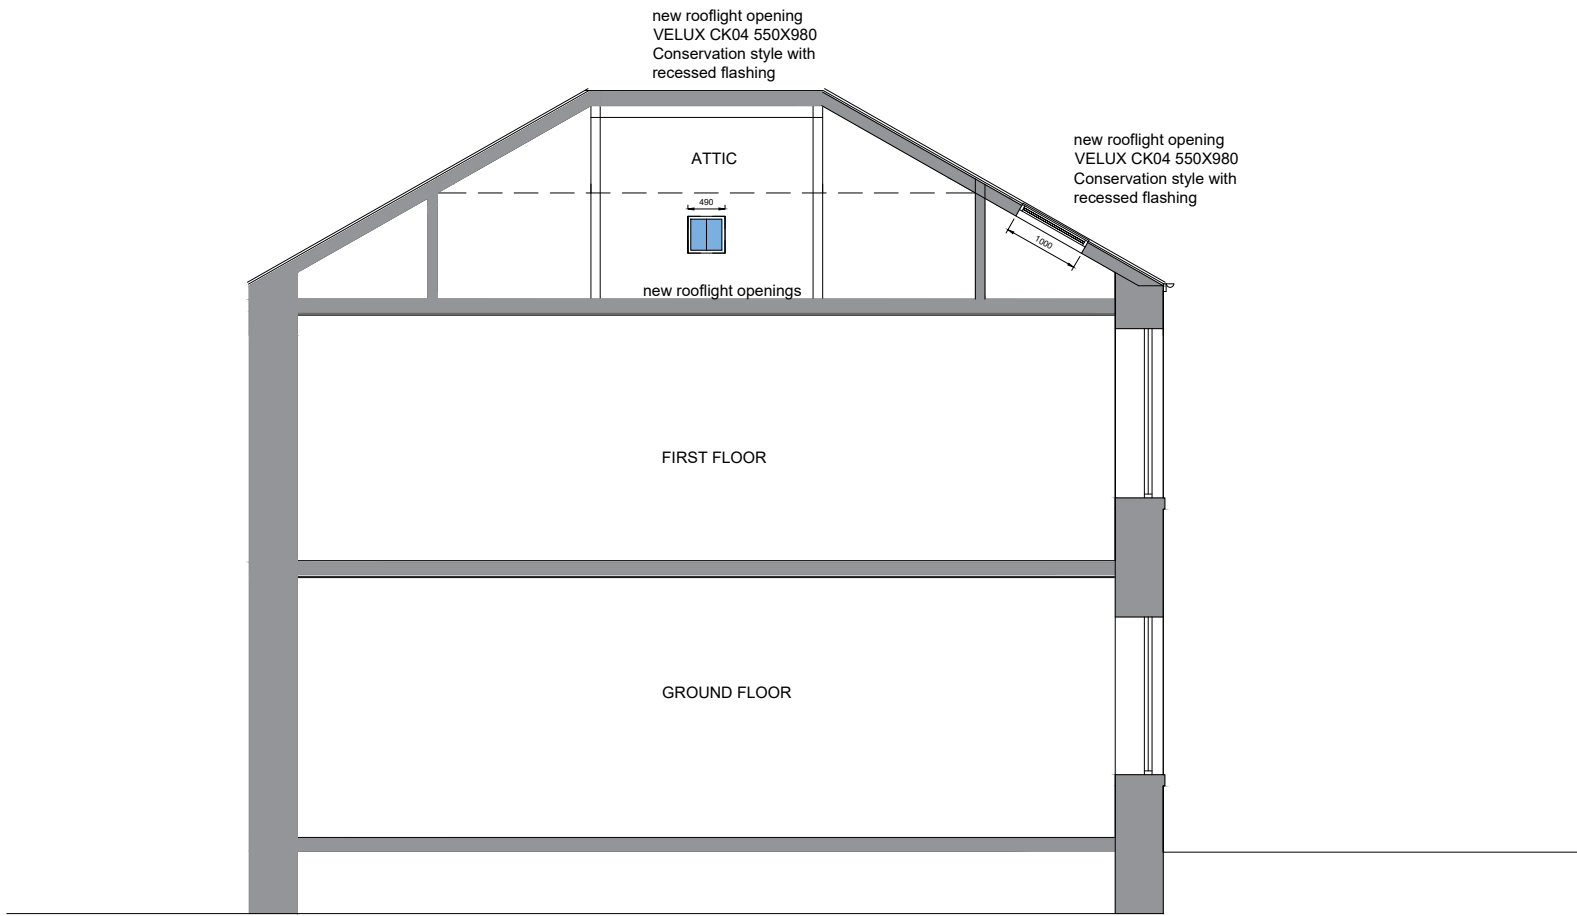 new rooflight opening
VELUX CK04 550X980
Conservation style with
recessed flashing
new rooflight opening
VELUX CK04 550X980
Conservation style with
recessed flashing
ATTIC
490
1000
new rooflight openings
FIRST FLOOR
GROUND FLOOR